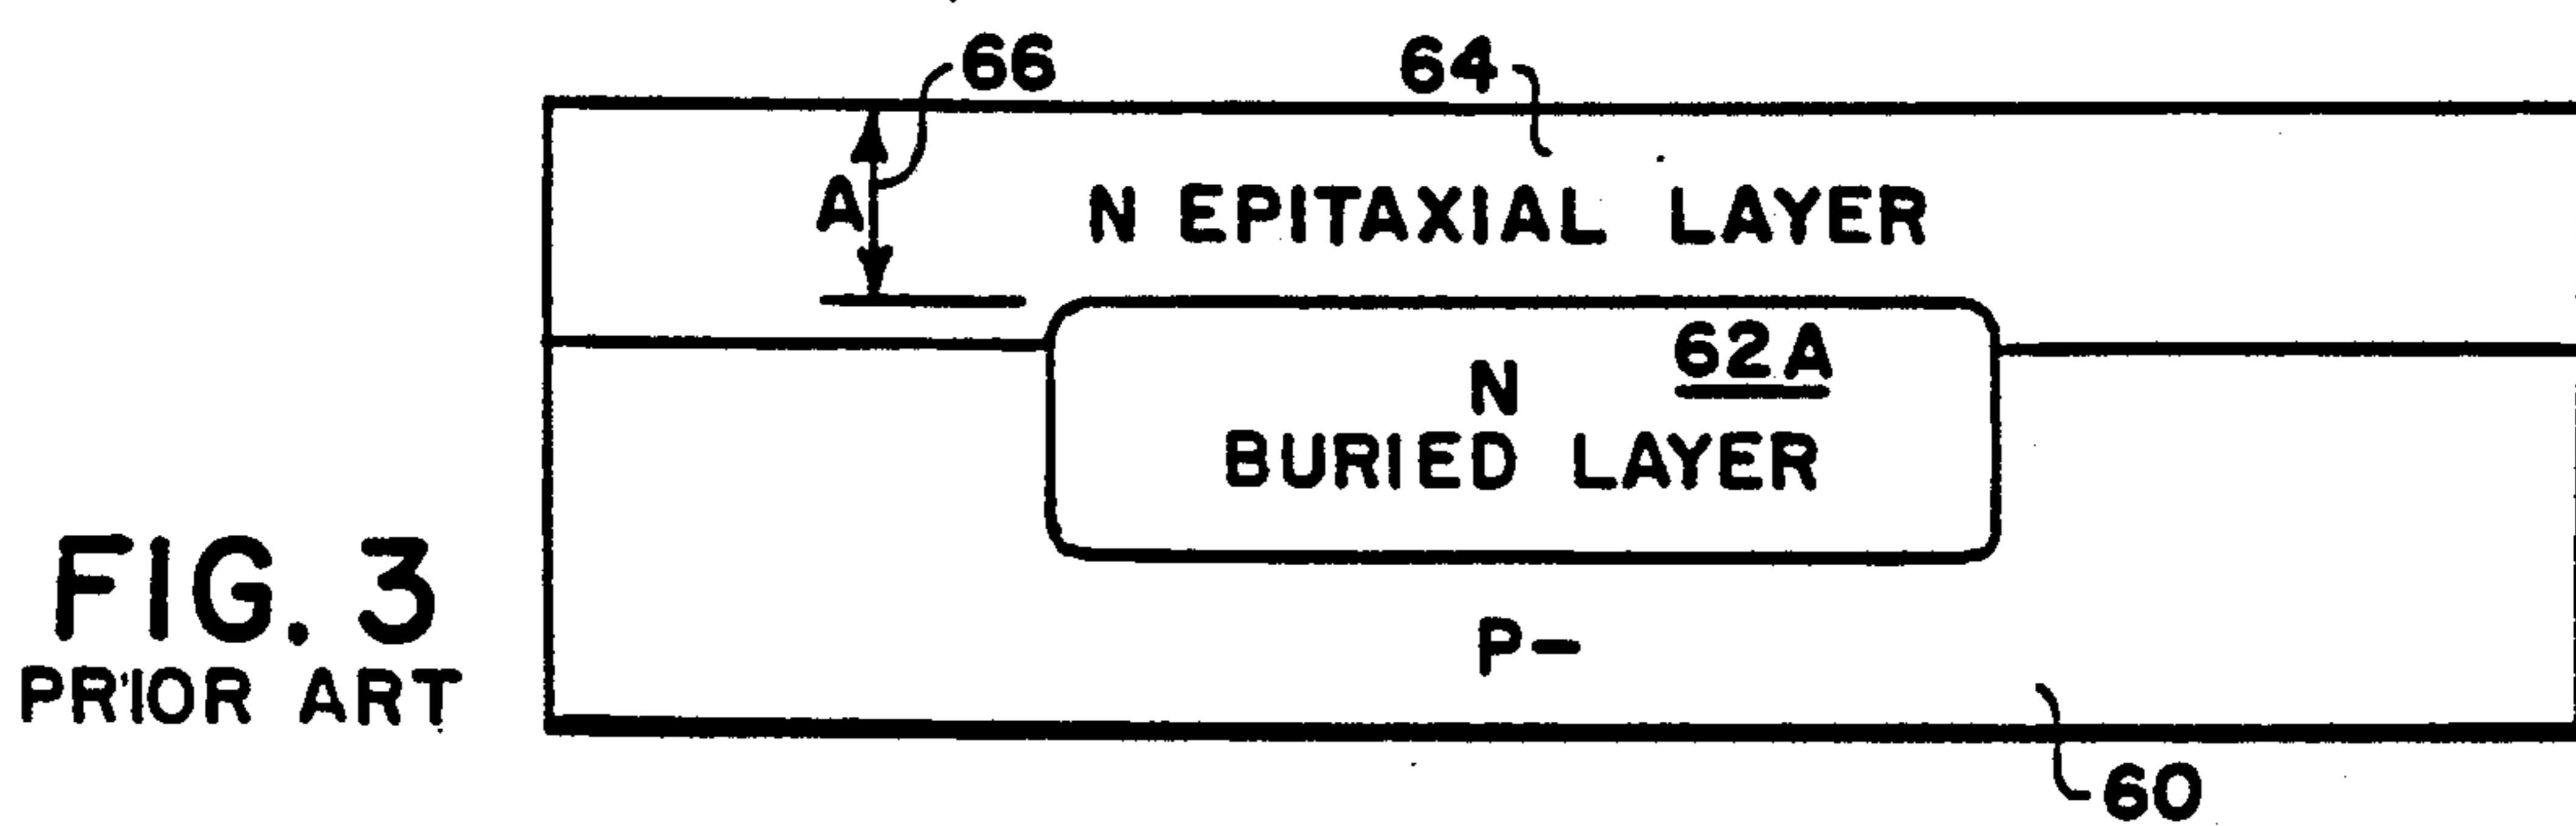 66
64
A
N EPITAXIAL LAYER
62A
N
BURIED LAYER
P-
FIG. 3
PRIOR ART
60